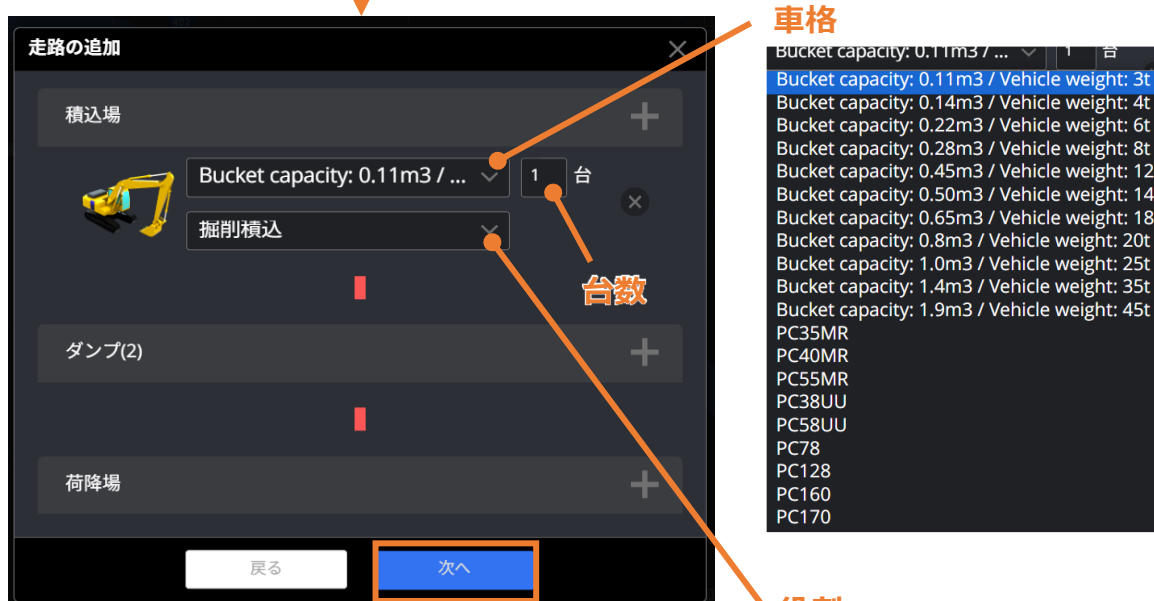 車格
走路の追加
積込場
Bucket capacity: 0.11m3 / ...
1
台
掘削積込
台数
ダンプ(2)
荷降場
戻る
次へ
Bucket capacity: 0.11m3 / ...
1
台
Bucket capacity: 0.11m3 / Vehicle weight: 3t
Bucket capacity: 0.14m3 / Vehicle weight: 4t
Bucket capacity: 0.22m3 / Vehicle weight: 6t
Bucket capacity: 0.28m3 / Vehicle weight: 8t
Bucket capacity: 0.45m3 / Vehicle weight: 12
Bucket capacity: 0.50m3 / Vehicle weight: 14
Bucket capacity: 0.65m3 / Vehicle weight: 18
Bucket capacity: 0.8m3 / Vehicle weight: 20t
Bucket capacity: 1.0m3 / Vehicle weight: 25t
Bucket capacity: 1.4m3 / Vehicle weight: 35t
Bucket capacity: 1.9m3 / Vehicle weight: 45t
PC35MR
PC40MR
PC55MR
PC38UU
PC58UU
PC78
PC128
PC160
PC170